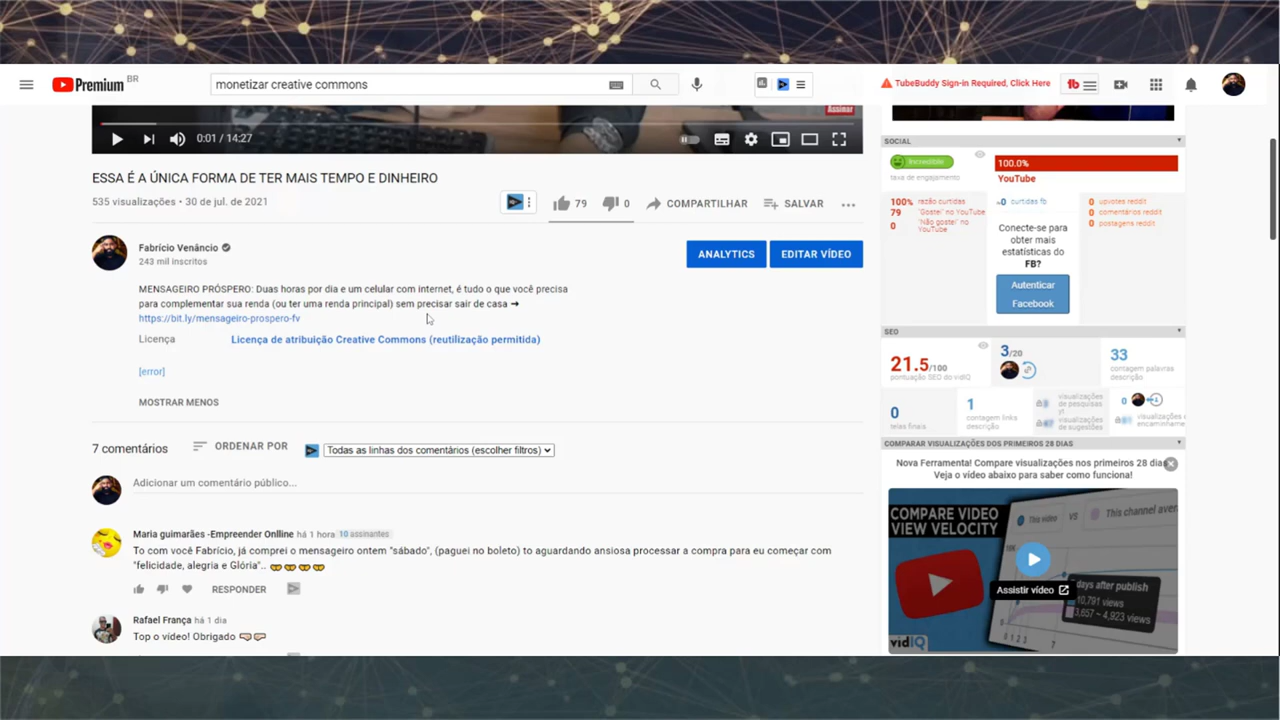 Premium BR
monetizar creative commons
TubeBuddy Sign-in Required, Click Here
tb
Assinar
0:01 / 14:27
ESSA É A ÚNICA FORMA DE TER MAIS TEMPO E DINHEIRO
535 visualizações • 30 de jul. de 2021
79
0
COMPARTILHAR
SALVAR
Fabrício Venâncio
243 mil inscritos
ANALYTICS
EDITAR VÍDEO
MENSAGEIRO PRÓSPERO: Duas horas por dia e um celular com internet, é tudo o que você precisa
para complementar sua renda (ou ter uma renda principal) sem precisar sair de casa ➞
https://bit.ly/mensageiro-prospero-fv
Licença
Licença de atribuição Creative Commons (reutilização permitida)
[error]
MOSTRAR MENOS
7 comentários
ORDENAR POR
Todas as linhas dos comentários (escolher filtros)
Adicionar um comentário público...
Maria guimarães -Empreender Onlline há 1 hora 10 assinantes
To com você Fabrício, já comprei o mensageiro ontem "sábado", (paguei no boleto) to aguardando ansiosa processar a compra para eu começar com
"felicidade, alegria e Glória"..
RESPONDER
Rafael França há 1 dia
Top o vídeo! Obrigado
SOCIAL
Incredible
taxa de engajamento
100.0%
YouTube
100% razão curtidas
79 "Gostei" no YouTube
0 "Não gostei" no
YouTube
~0 curtidas fb
Conecte-se para
obter mais
estatísticas do
FB?
Autenticar
Facebook
0 upvotes reddit
0 comentários reddit
0 postagens reddit
SEO
21.5/100
pontuação SEO do vidIQ
3/20
33
contagem palavras
descrição
0
telas finais
1
contagem links
descrição
visualizações
de pesquisas
visualizações
de sugestões
0
visualizações
encaminhame
COMPARAR VISUALIZAÇÕES DOS PRIMEIROS 28 DIAS
Nova Ferramenta! Compare visualizações nos primeiros 28 dias
Veja o vídeo abaixo para saber como funciona!
COMPARE VIDEO
VIEW VELOCITY
This video
VS
This channel aver
Assistir vídeo
days after publish
10,791 views
3,657 ~ 4,923 views
0 1 2 3
7
vidIQ